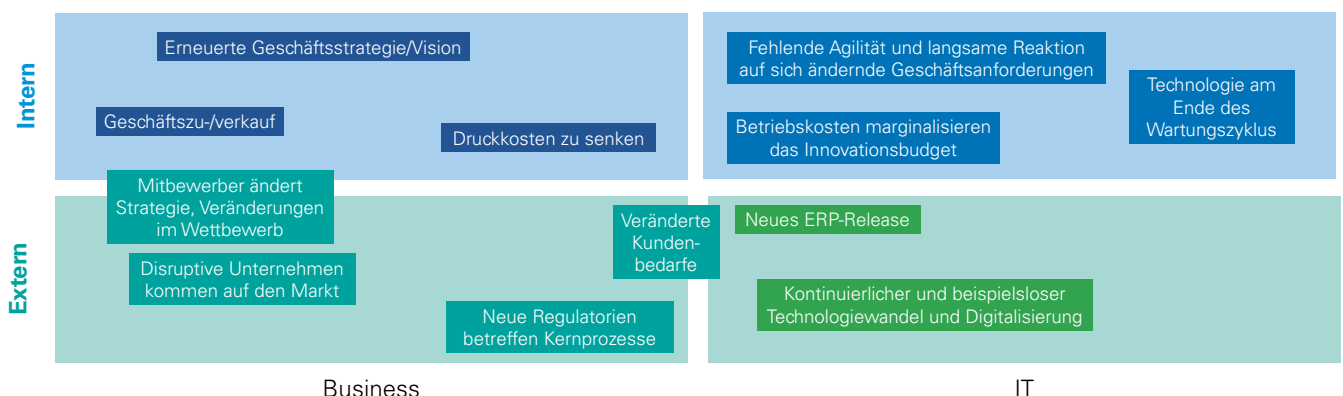 Intern
Erneuerte Geschäftsstrategie/Vision
Geschäftszu-/verkauf
Druckkosten zu senken
Fehlende Agilität und langsame Reaktion
auf sich ändernde Geschäftsanforderungen
Technologie am
Ende des
Wartungszyklus
Betriebskosten marginalisieren
das Innovationsbudget
Extern
Mitbewerber ändert
Strategie, Veränderungen
im Wettbewerb
Disruptive Unternehmen
kommen auf den Markt
Neue Regulatorien
betreffen Kernprozesse
Veränderte
Kunden-
bedarfe
Neues ERP-Release
Kontinuierlicher und beispielsloser
Technologiewandel und Digitalisierung
Business
IT